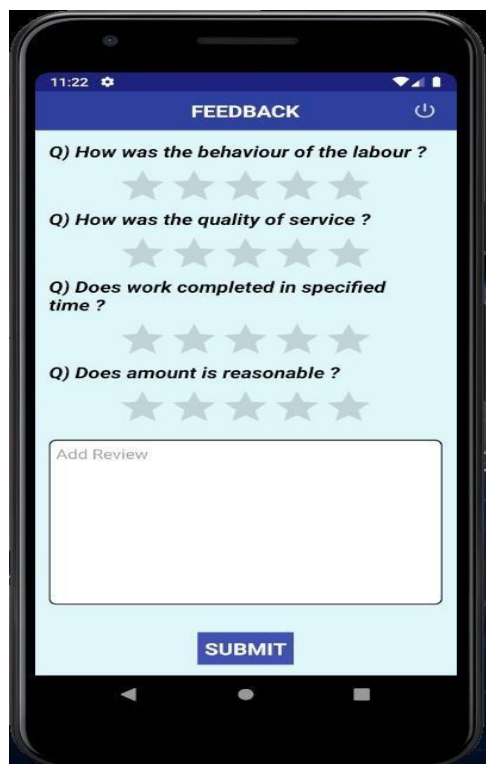 11:22
FEEDBACK
Q) How was the behaviour of the labour ?
Q) How was the quality of service ?
Q) Does work completed in specified
time ?
Q) Does amount is reasonable ?
Add Review
SUBMIT